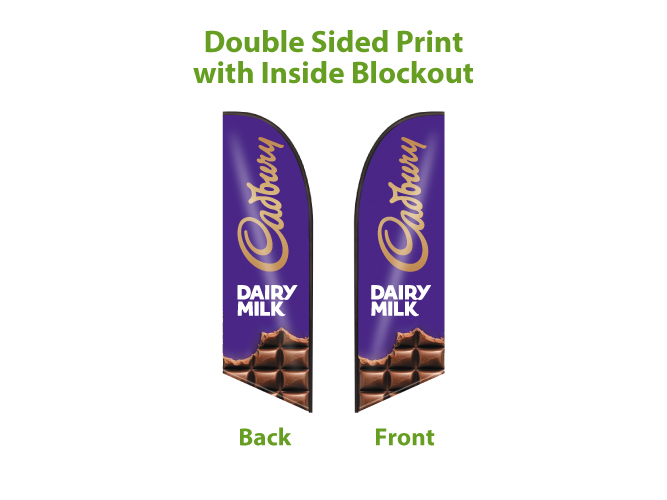 Double Sided Print
with Inside Blockout
Cadbury
DAIRY
MILK
Cadbury
DAIRY
MILK
Back
Front